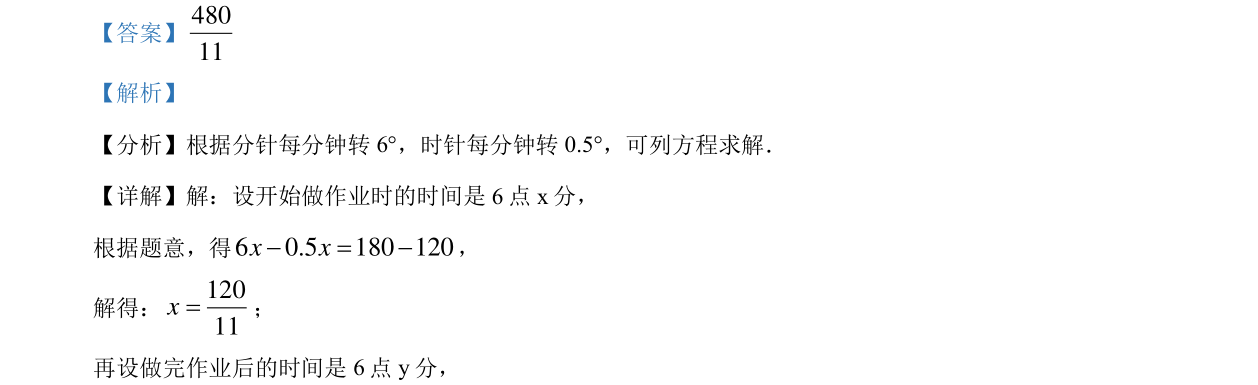 【答案】480/11
【解析】
【分析】根据分针每分钟转 6°，时针每分钟转 0.5°，可列方程求解．
【详解】解：设开始做作业时的时间是 6 点 x 分，
根据题意，得6x−0.5x=180−120，
解得：x=120/11；
再设做完作业后的时间是 6 点 y 分，